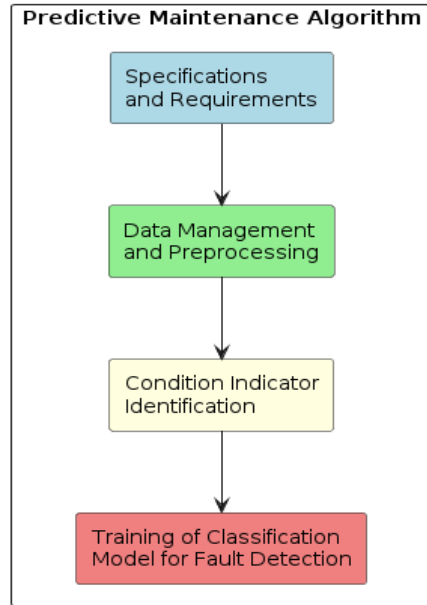 Predictive Maintenance Algorithm
Specifications
and Requirements
Data Management
and Preprocessing
Condition Indicator
Identification
Training of Classification
Model for Fault Detection